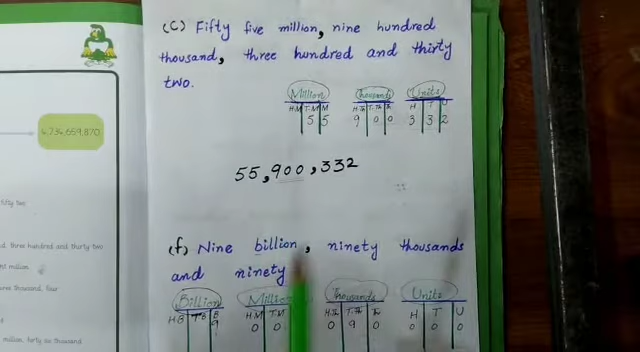 (c) Fifty five million, nine hundred
thousand, three hundred and thirty
two.
Million Thousands Units
H.M T.M M H.Th T.Th Th H T U
5 5 9 0 0 3 3 2
55,900,332
4,734,659,870
fifty two
(f) Nine billion, ninety thousands
and ninety
d, three hundred and thirty two
million
Billion Million Thousands Units
H.B T B B H.M T.M H.Th T.Th Th H T U
9 0 0 0 9 0 0 0 0
million, forty six thousand